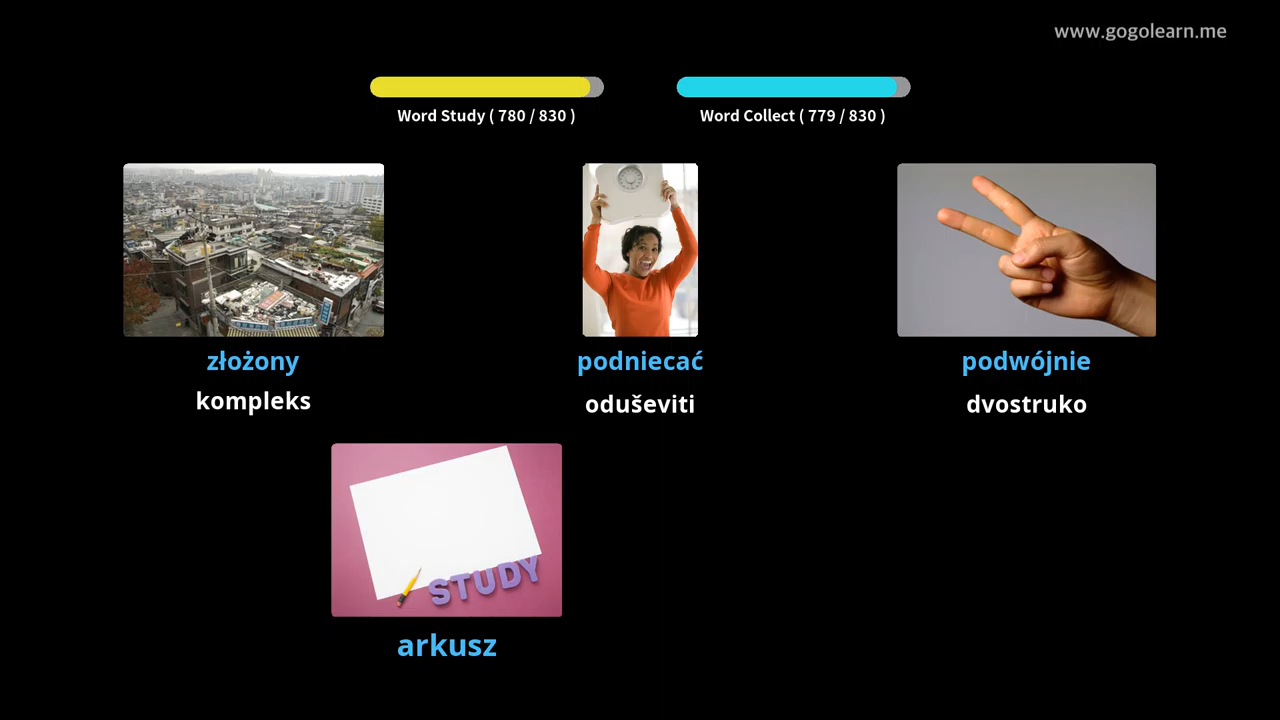 www.gogolearn.me
Word Study ( 780 / 830 )
Word Collect ( 779 / 830 )
złożony
podniecać
podwójnie
kompleks
oduševiti
dvostruko
STUDY
arkusz